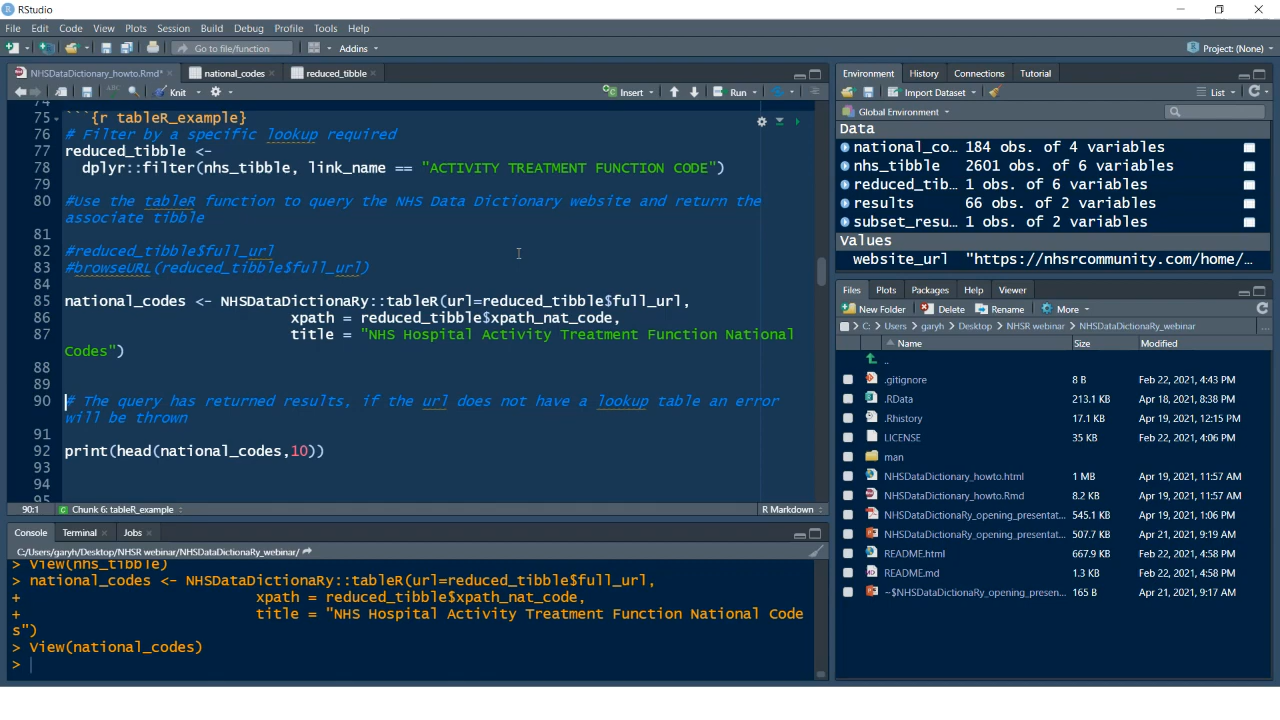 RStudio
File Edit Code View Plots Session Build Debug Profile Tools Help
Go to file/function Addins Project: (None)
NHSDataDictionary_howto.Rmd* national_codes reduced_tibble
Knit Insert Run
74
75 ```{r tableR_example}
76 # Filter by a specific lookup required
77 reduced_tibble <-
78 dplyr::filter(nhs_tibble, link_name == "ACTIVITY TREATMENT FUNCTION CODE")
79
80 #Use the tableR function to query the NHS Data Dictionary website and return the
associate tibble
81
82 #reduced_tibble$full_url
83 #browseURL(reduced_tibble$full_url)
84
85 national_codes <- NHSDataDictionaRy::tableR(url=reduced_tibble$full_url,
86 xpath = reduced_tibble$xpath_nat_code,
87 title = "NHS Hospital Activity Treatment Function National
Codes")
88
89
90 # The query has returned results, if the url does not have a lookup table an error
will be thrown
91
92 print(head(national_codes,10))
93
94
95
90:1 Chunk 6: tableR_example R Markdown
Console Terminal Jobs
C:/Users/garyh/Desktop/NHSR webinar/NHSDataDictionaRy_webinar/
> View(nhs_tibble)
> national_codes <- NHSDataDictionaRy::tableR(url=reduced_tibble$full_url,
+ xpath = reduced_tibble$xpath_nat_code,
+ title = "NHS Hospital Activity Treatment Function National Code
s")
> View(national_codes)
>
Environment History Connections Tutorial
Import Dataset List
Global Environment
Data
national_co... 184 obs. of 4 variables
nhs_tibble 2601 obs. of 6 variables
reduced_tib... 1 obs. of 6 variables
results 66 obs. of 2 variables
subset_resu... 1 obs. of 2 variables
Values
website_url "https://nhsrcommunity.com/home/...
Files Plots Packages Help Viewer
New Folder Delete Rename More
C: > Users > garyh > Desktop > NHSR webinar > NHSDataDictionaRy_webinar ...
Name Size Modified
..
.gitignore 8 B Feb 22, 2021, 4:43 PM
.RData 213.1 KB Apr 18, 2021, 8:38 PM
.Rhistory 17.1 KB Apr 19, 2021, 12:15 PM
LICENSE 35 KB Feb 22, 2021, 4:06 PM
man
NHSDataDictionary_howto.html 1 MB Apr 19, 2021, 11:57 AM
NHSDataDictionary_howto.Rmd 8.2 KB Apr 19, 2021, 11:57 AM
NHSDataDictionaRy_opening_presentat... 545.1 KB Apr 19, 2021, 1:06 PM
NHSDataDictionaRy_opening_presentat... 507.7 KB Apr 21, 2021, 9:19 AM
README.html 667.9 KB Feb 22, 2021, 4:58 PM
README.md 1.3 KB Feb 22, 2021, 4:58 PM
~$NHSDataDictionaRy_opening_presen... 165 B Apr 21, 2021, 9:17 AM